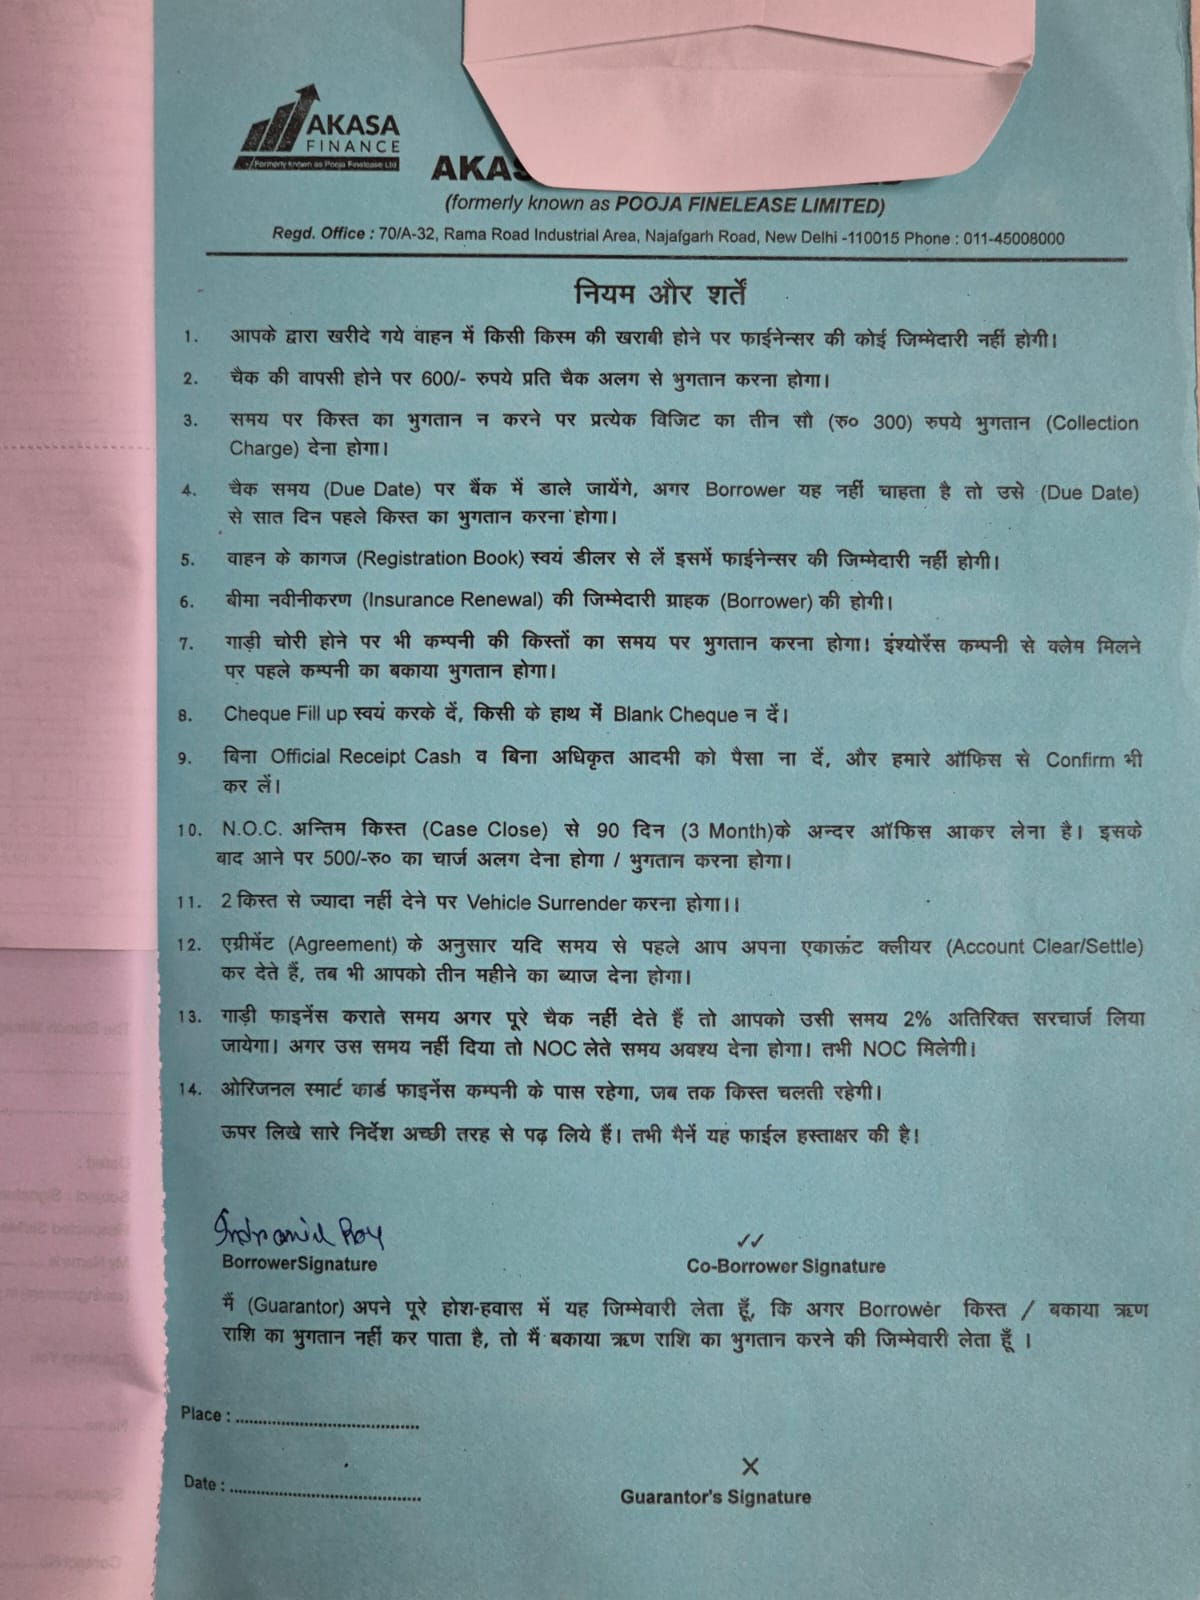 AKASA
FINANCE
Formerly known as Pooja Finelease Ltd
(formerly known as POOJA FINELEASE LIMITED)
Regd. Office : 70/A-32, Rama Road Industrial Area, Najafgarh Road, New Delhi -110015 Phone : 011-45008000
नियम और शर्तें
1. आपके द्वारा खरीदे गये वाहन में किसी किस्म की खराबी होने पर फाईनेन्सर की कोई जिम्मेदारी नहीं होगी।
2. चैक की वापसी होने पर 600/- रुपये प्रति चैक अलग से भुगतान करना होगा।
3. समय पर किस्त का भुगतान न करने पर प्रत्येक विजिट का तीन सौ (रु० 300) रुपये भुगतान (Collection
Charge) देना होगा।
4. चैक समय (Due Date) पर बैंक में डाले जायेंगे, अगर Borrower यह नहीं चाहता है तो उसे (Due Date)
से सात दिन पहले किस्त का भुगतान करना होगा।
5. वाहन के कागज (Registration Book) स्वयं डीलर से लें इसमें फाईनेन्सर की जिम्मेदारी नहीं होगी।
6. बीमा नवीनीकरण (Insurance Renewal) की जिम्मेदारी ग्राहक (Borrower) की होगी।
7. गाड़ी चोरी होने पर भी कम्पनी की किस्तों का समय पर भुगतान करना होगा। इंश्योरेंस कम्पनी से क्लेम मिलने
पर पहले कम्पनी का बकाया भुगतान होगा।
8. Cheque Fill up स्वयं करके दें, किसी के हाथ में Blank Cheque न दें।
9. बिना Official Receipt Cash व बिना अधिकृत आदमी को पैसा ना दें, और हमारे ऑफिस से Confirm भी
कर लें।
10. N.O.C. अन्तिम किस्त (Case Close) से 90 दिन (3 Month)के अन्दर ऑफिस आकर लेना है। इसके
बाद आने पर 500/-रु० का चार्ज अलग देना होगा / भुगतान करना होगा।
11. 2 किस्त से ज्यादा नहीं देने पर Vehicle Surrender करना होगा।।
12. एग्रीमेंट (Agreement) के अनुसार यदि समय से पहले आप अपना एकाऊंट क्लीयर (Account Clear/Settle)
कर देते हैं, तब भी आपको तीन महीने का ब्याज देना होगा।
13. गाड़ी फाइनेंस कराते समय अगर पूरे चैक नहीं देते हैं तो आपको उसी समय 2% अतिरिक्त सरचार्ज लिया
जायेगा। अगर उस समय नहीं दिया तो NOC लेते समय अवश्य देना होगा। तभी NOC मिलेगी।
14. ओरिजनल स्मार्ट कार्ड फाइनेंस कम्पनी के पास रहेगा, जब तक किस्त चलती रहेगी।
ऊपर लिखे सारे निर्देश अच्छी तरह से पढ़ लिये हैं। तभी मैनें यह फाईल हस्ताक्षर की है।
Indranil Roy
BorrowerSignature
Co-Borrower Signature
मैं (Guarantor) अपने पूरे होश-हवास में यह जिम्मेवारी लेता हूँ, कि अगर Borrower किस्त / बकाया ऋण
राशि का भुगतान नहीं कर पाता है, तो मैं बकाया ऋण राशि का भुगतान करने की जिम्मेवारी लेता हूँ ।
Place : ..............................
Date : ...............................
X
Guarantor's Signature